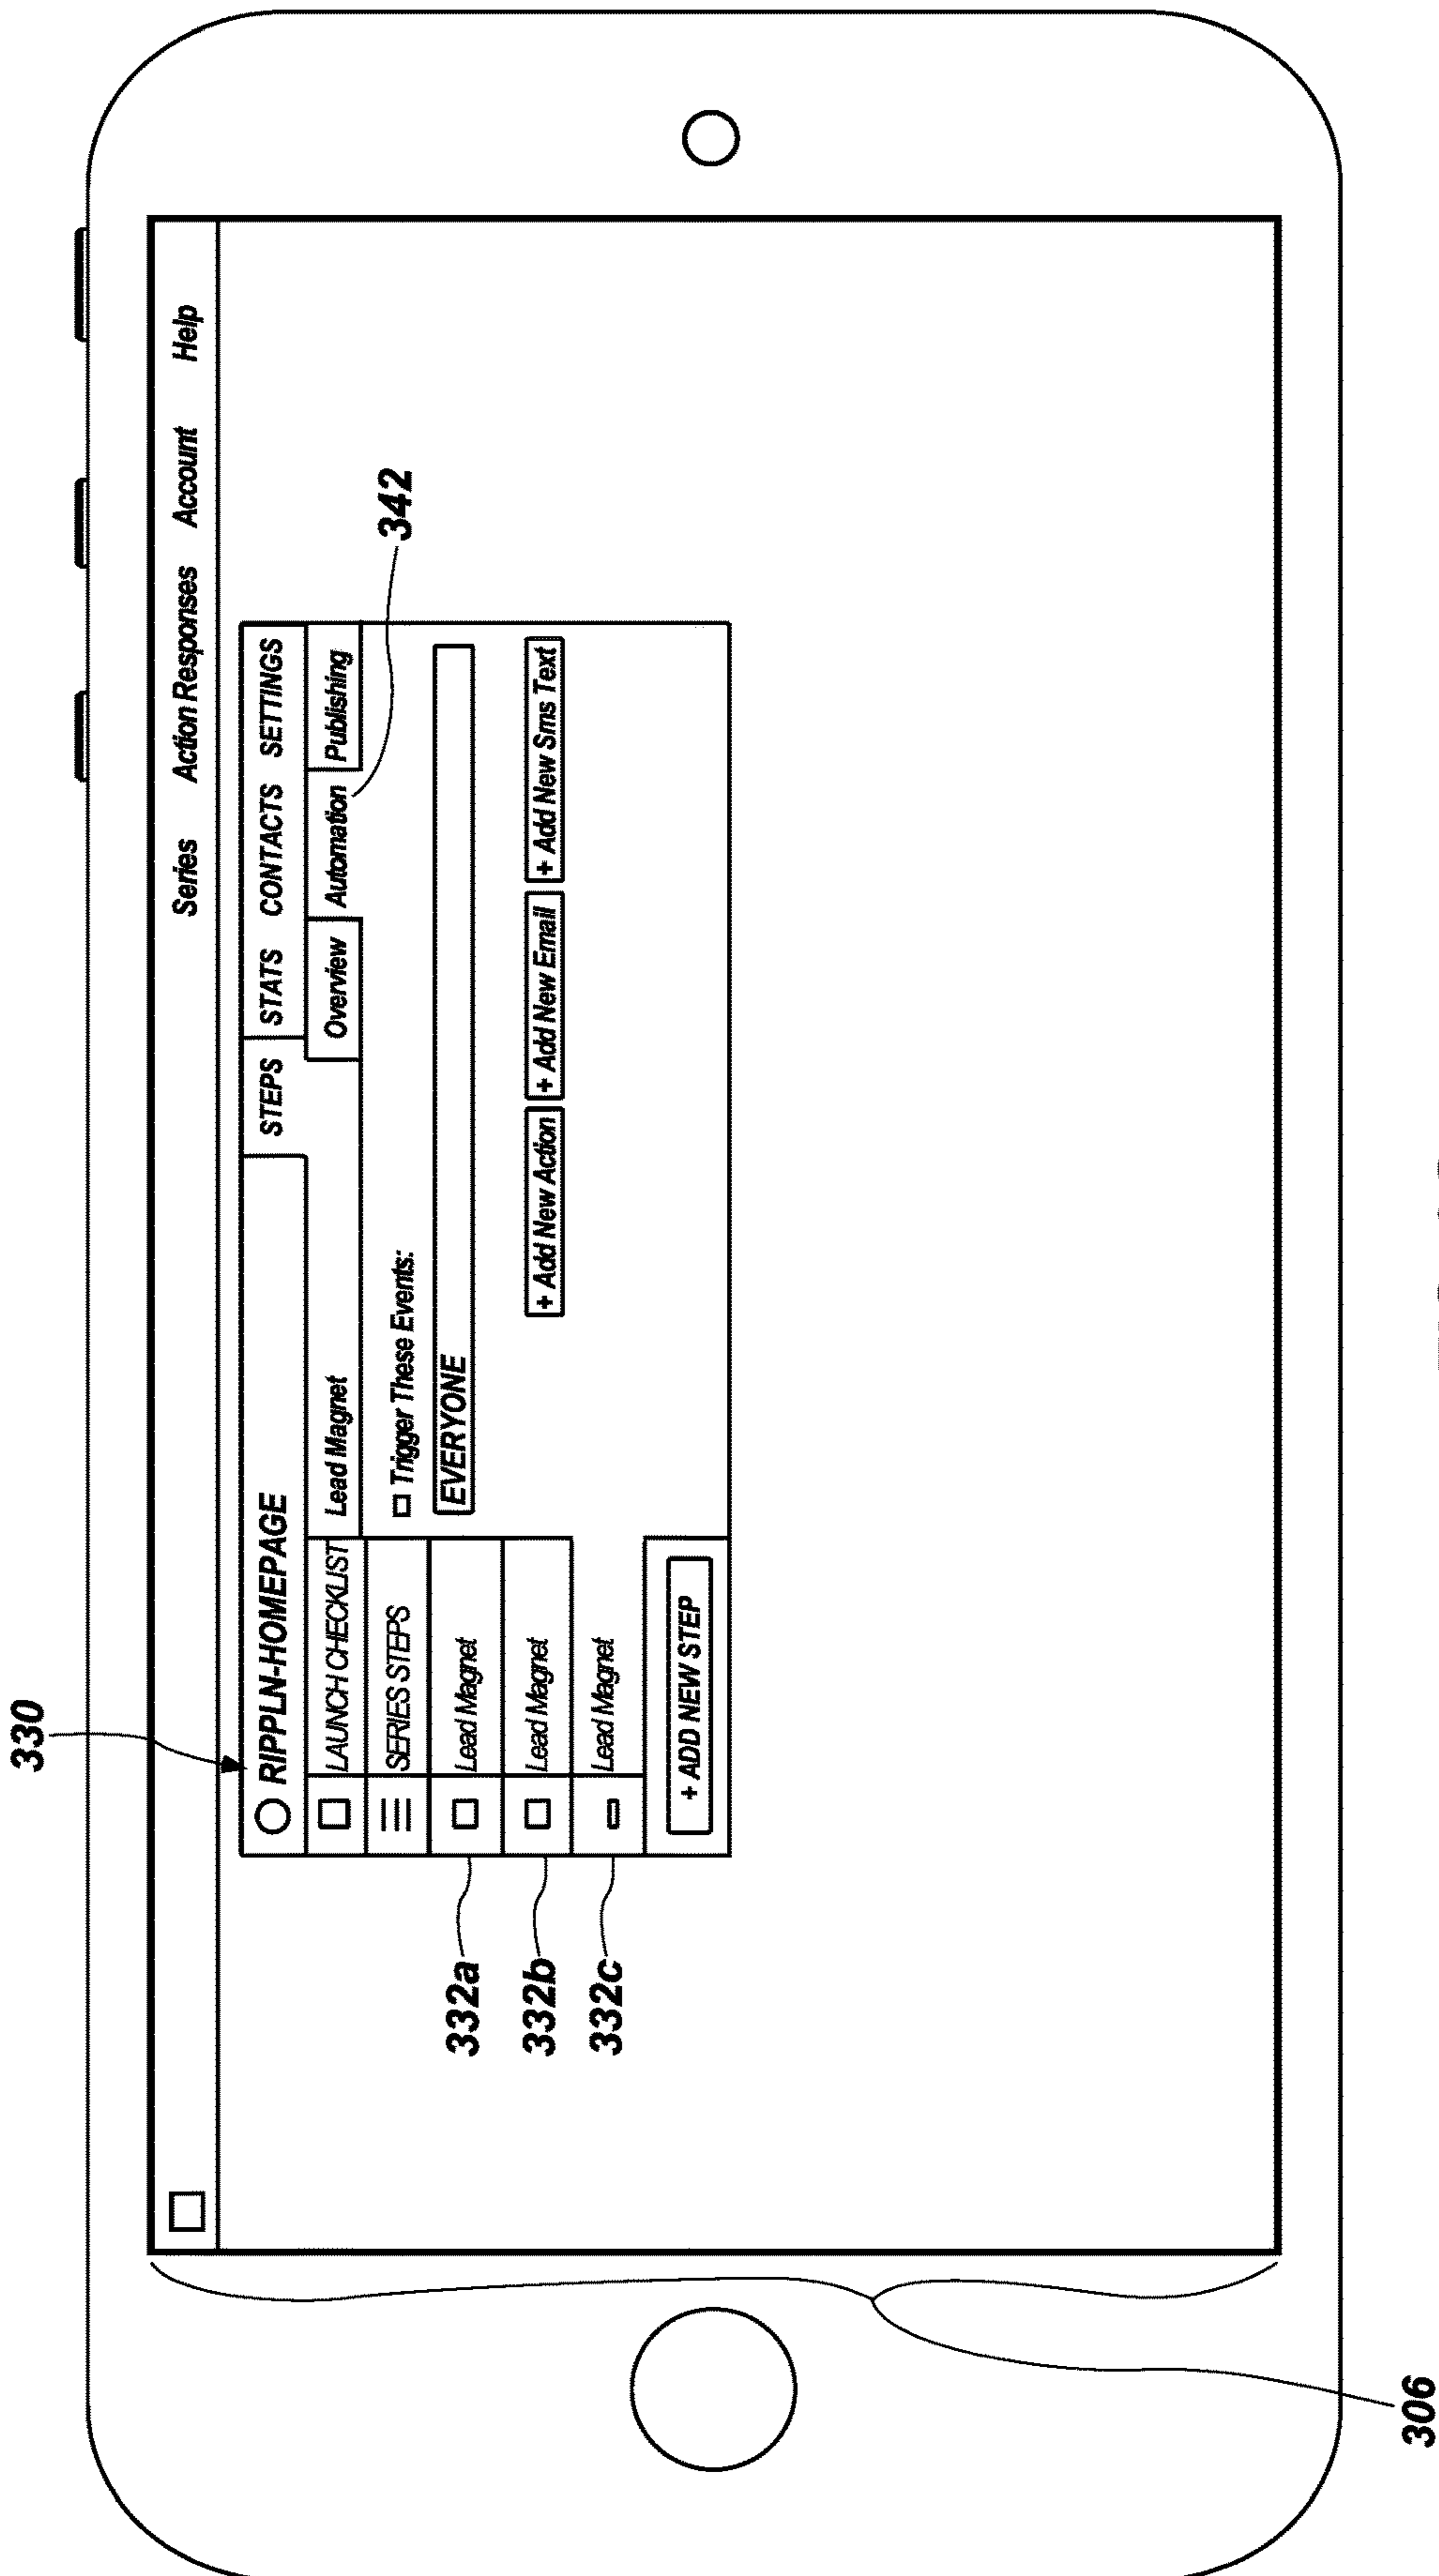 330
Series Action Responses Account Help
RIPPLN-HOMEPAGE STEPS STATS CONTACTS SETTINGS
LAUNCH CHECKLIST Lead Magnet Overview Automation Publishing
342
SERIES STEPS
Trigger These Events:
332a Lead Magnet
EVERYONE
332b Lead Magnet
+ Add New Action + Add New Email + Add New Sms Text
332c Lead Magnet
+ ADD NEW STEP
306